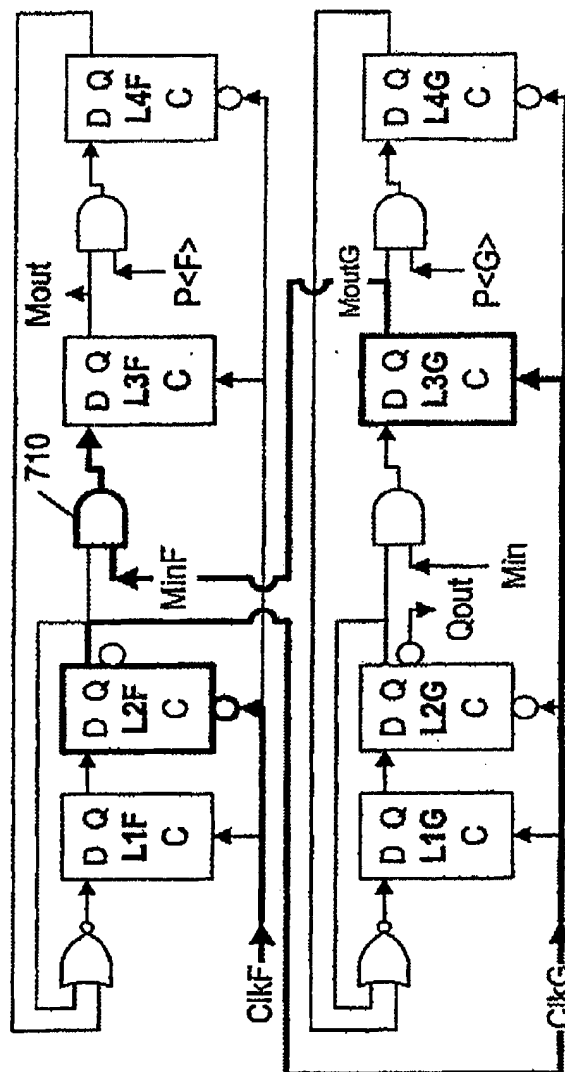 ClkF
D Q
L1F
C
D Q
L2F
C
MinF
710
D Q
L3F
C
Mout
P<F>
D Q
L4F
C
ClkG
D Q
L1G
C
D Q
L2G
C
Qout
Min
D Q
L3G
C
MoutG
P<G>
D Q
L4G
C